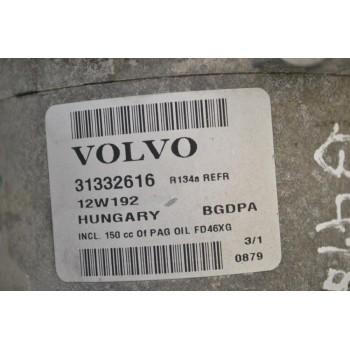 VOLVO
31332616 R134a REFR
12W192
HUNGARY BGDPA
INCL. 150 cc Of PAG OIL FD46XG
3/1
0879